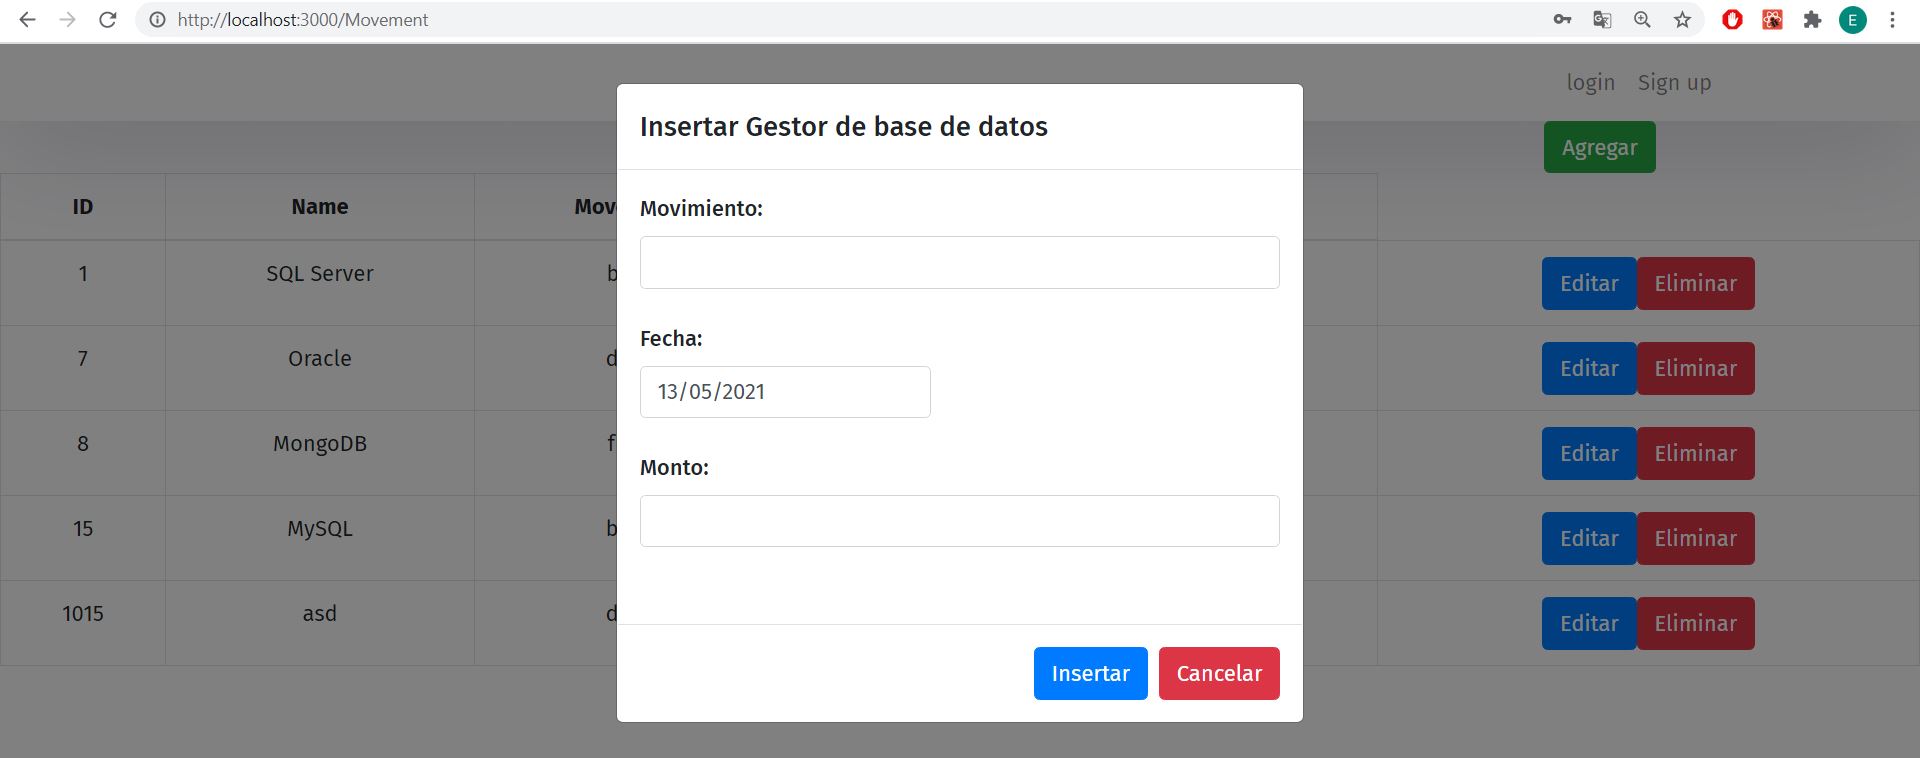 http://localhost:3000/Movement
E
login Sign up
Insertar Gestor de base de datos
Agregar
Movimiento:
ID Name Mov
1 SQL Server b Editar Eliminar
Fecha:
7 Oracle d Editar Eliminar
13/05/2021
8 MongoDB f Editar Eliminar
Monto:
15 MySQL b Editar Eliminar
1015 asd d Editar Eliminar
Insertar Cancelar